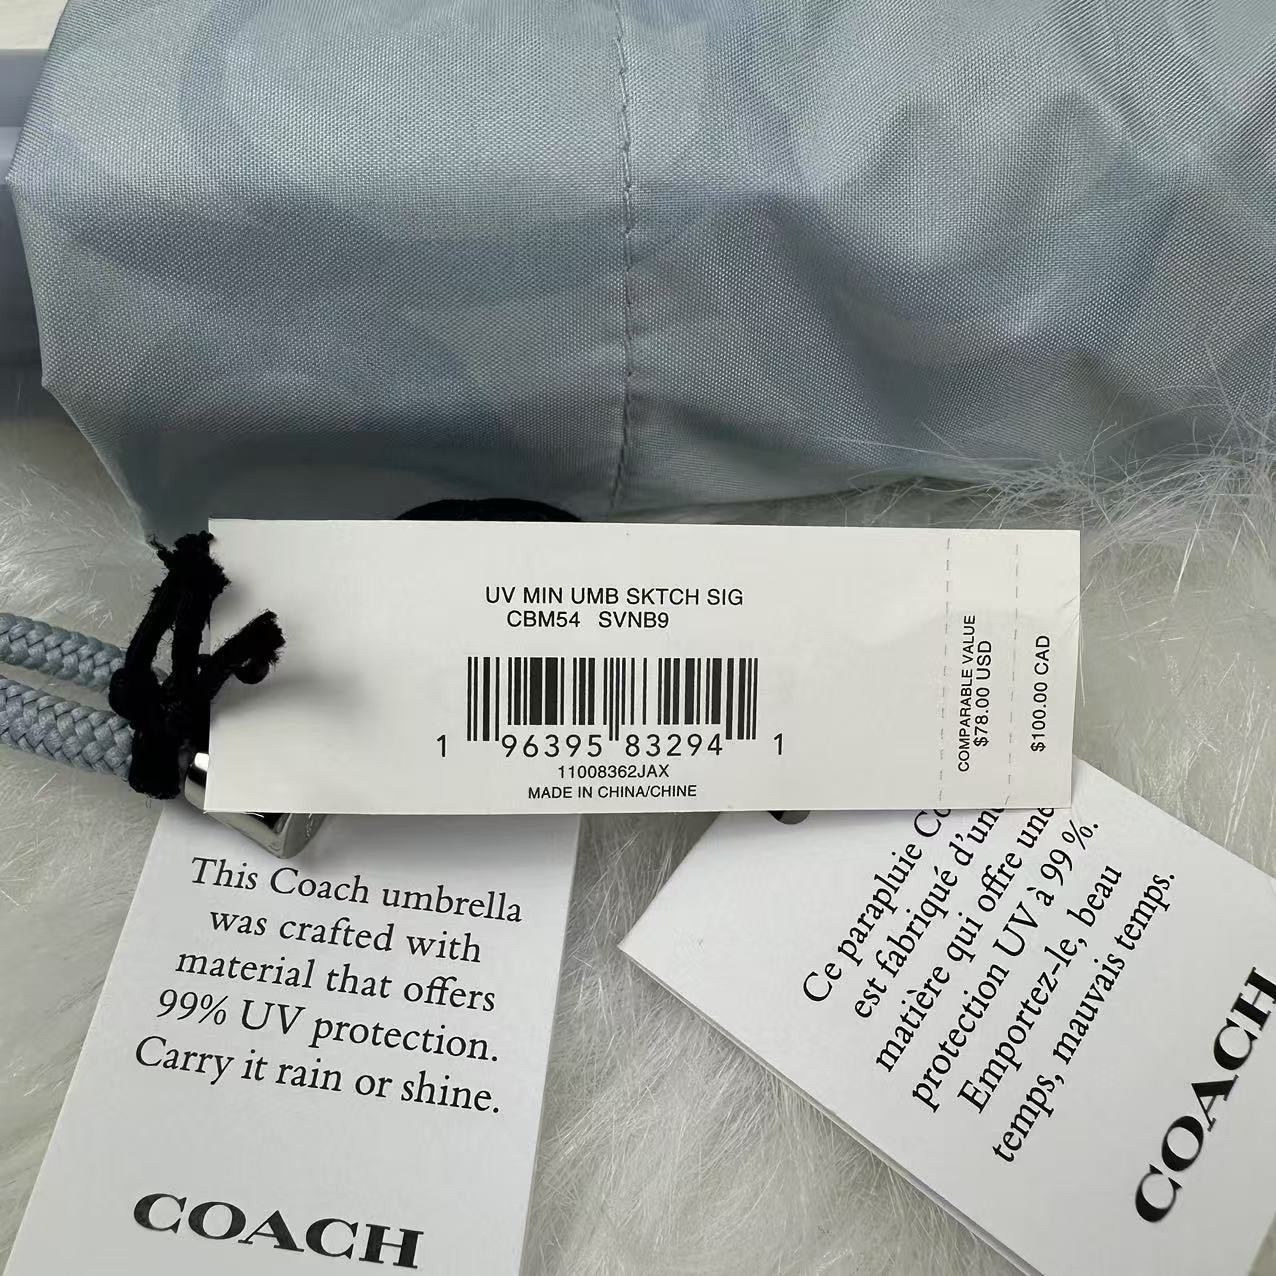 UV MIN UMB SKTCH SIG
CBM54 SVNB9
1 96395 83294 1
11008362JAX
MADE IN CHINA/CHINE
COMPARABLE VALUE
$78.00 USD
$100.00 CAD
This Coach umbrella
was crafted with
material that offers
99% UV protection.
Carry it rain or shine.
COACH
Ce parapluie
est fabriqué d'une
matière qui offre une
protection UV à 99 %.
Emportez-le, beau
temps, mauvais temps.
COACH